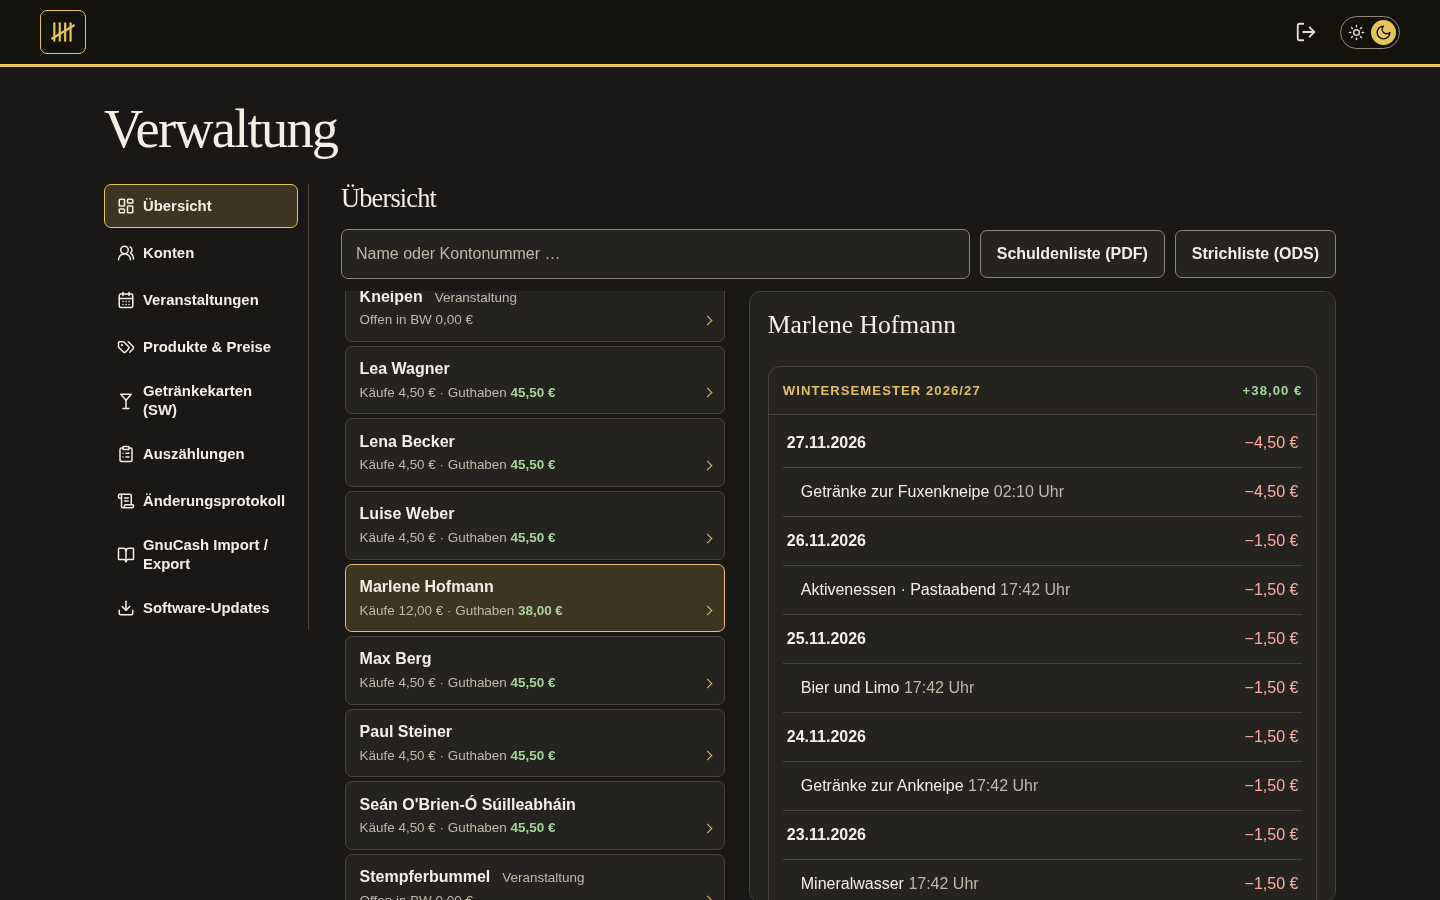 Verwaltung
Übersicht
Konten
Veranstaltungen
Produkte & Preise
Getränkekarten
(SW)
Auszählungen
Änderungsprotokoll
GnuCash Import /
Export
Software-Updates
Übersicht
Name oder Kontonummer …
Schuldenliste (PDF)
Strichliste (ODS)
Kneipen Veranstaltung
Offen in BW 0,00 €
Lea Wagner
Käufe 4,50 € · Guthaben 45,50 €
Lena Becker
Käufe 4,50 € · Guthaben 45,50 €
Luise Weber
Käufe 4,50 € · Guthaben 45,50 €
Marlene Hofmann
Käufe 12,00 € · Guthaben 38,00 €
Max Berg
Käufe 4,50 € · Guthaben 45,50 €
Paul Steiner
Käufe 4,50 € · Guthaben 45,50 €
Seán O'Brien-Ó Súilleabháin
Käufe 4,50 € · Guthaben 45,50 €
Stempferbummel Veranstaltung
Offen in BW 0,00 €
Marlene Hofmann
WINTERSEMESTER 2026/27 +38,00 €
27.11.2026 −4,50 €
Getränke zur Fuxenkneipe 02:10 Uhr −4,50 €
26.11.2026 −1,50 €
Aktivenessen · Pastaabend 17:42 Uhr −1,50 €
25.11.2026 −1,50 €
Bier und Limo 17:42 Uhr −1,50 €
24.11.2026 −1,50 €
Getränke zur Ankneipe 17:42 Uhr −1,50 €
23.11.2026 −1,50 €
Mineralwasser 17:42 Uhr −1,50 €